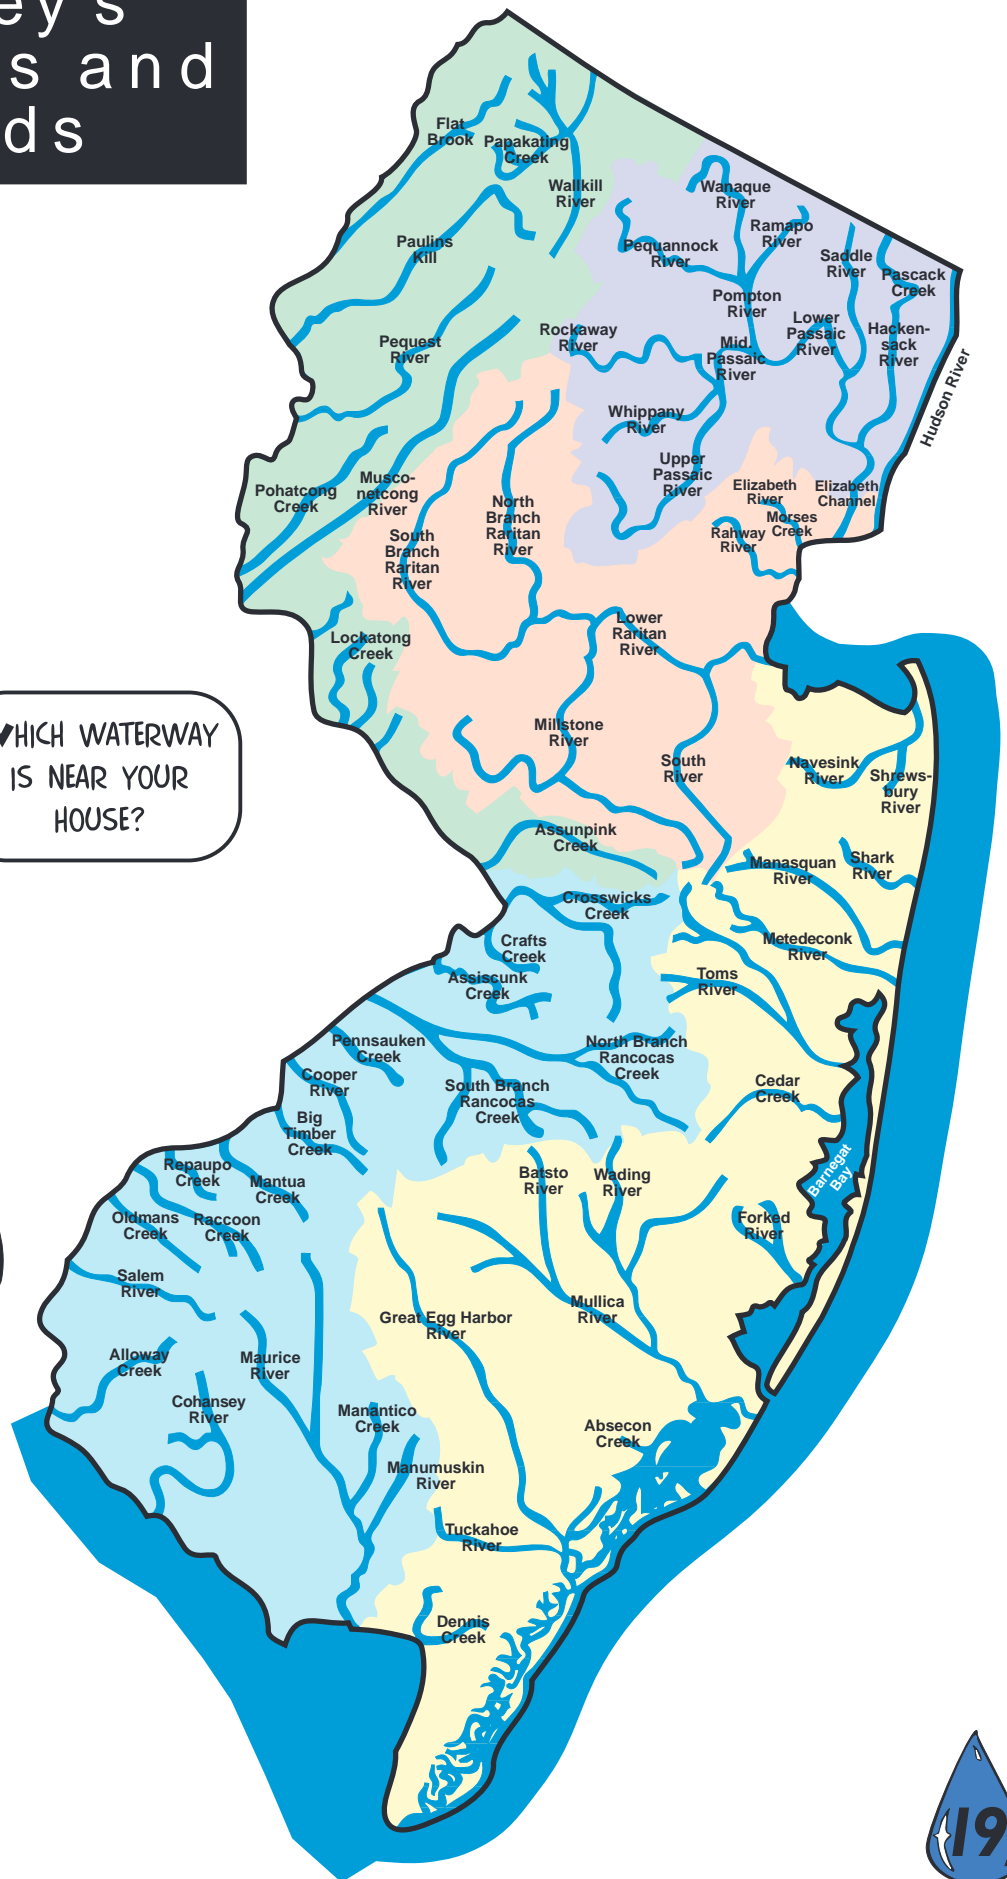 ey's
s and
ds
Flat
Brook
Papakating
Creek
Wallkill
River
Wanaque
River
Ramapo
River
Paulins
Kill
Pequannock
River
Saddle
River
Pascack
Creek
Pompton
River
Lower
Passaic
River
Hacken-
sack
River
Rockaway
River
Mid.
Passaic
River
Pequest
River
Hudson River
Whippany
River
Upper
Passaic
River
Elizabeth
River
Elizabeth
Channel
Morses
Creek
Rahway
River
Pohatcong
Creek
Musco-
netcong
River
North
Branch
Raritan
River
South
Branch
Raritan
River
Lower
Raritan
River
Lockatong
Creek
HICH WATERWAY
IS NEAR YOUR
HOUSE?
Millstone
River
South
River
Navesink
River
Shrews-
bury
River
Assunpink
Creek
Manasquan
River
Shark
River
Crosswicks
Creek
Crafts
Creek
Metedeconk
River
Assiscunk
Creek
Toms
River
Pennsauken
Creek
North Branch
Rancocas
Creek
Cooper
River
South Branch
Rancocas
Creek
Cedar
Creek
Big
Timber
Creek
Barnegat
Bay
Repaupo
Creek
Mantua
Creek
Batsto
River
Wading
River
Oldmans
Creek
Raccoon
Creek
Forked
River
Salem
River
Great Egg Harbor
River
Mullica
River
Alloway
Creek
Maurice
River
Cohansey
River
Manantico
Creek
Absecon
Creek
Manumuskin
River
Tuckahoe
River
Dennis
Creek
19